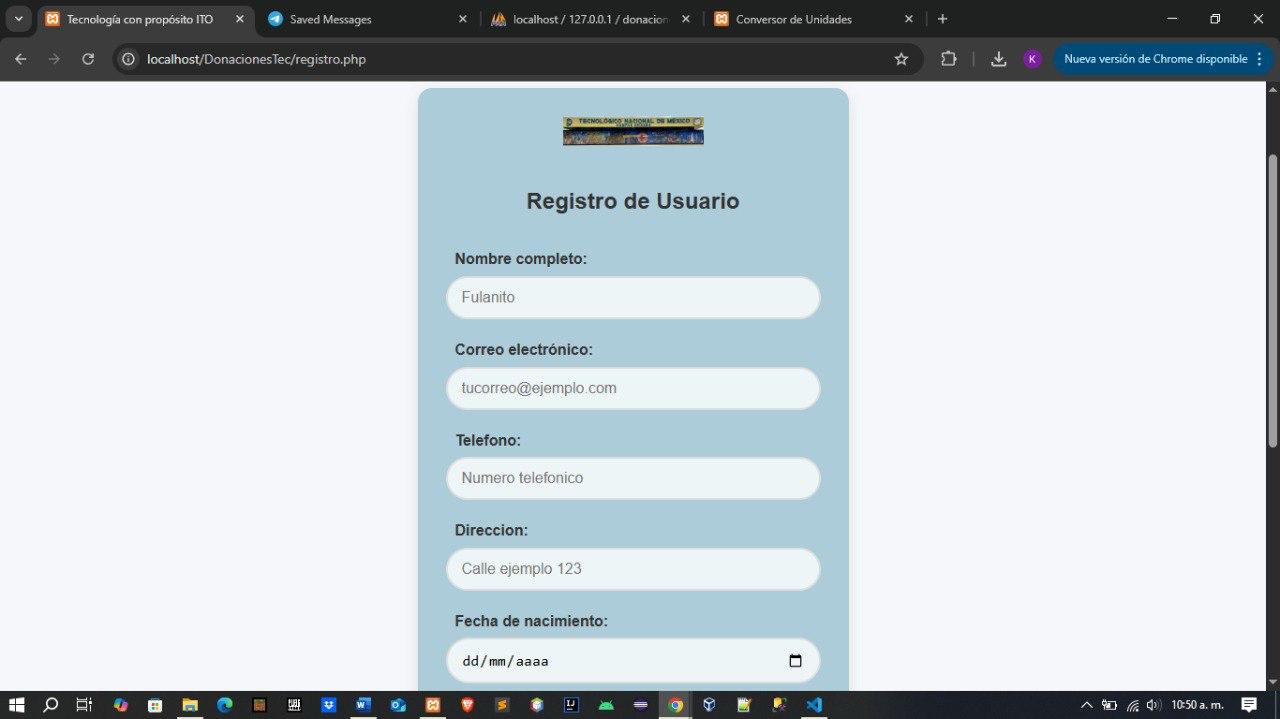 Tecnología con propósito ITO
Saved Messages
localhost / 127.0.0.1 / donacion
Conversor de Unidades
localhost/DonacionesTec/registro.php
K
Nueva versión de Chrome disponible
TECNOLÓGICO NACIONAL DE MÉXICO
Registro de Usuario
Nombre completo:
Fulanito
Correo electrónico:
tucorreo@ejemplo.com
Telefono:
Numero telefonico
Direccion:
Calle ejemplo 123
Fecha de nacimiento:
dd/mm/aaaa
10:50 a. m.